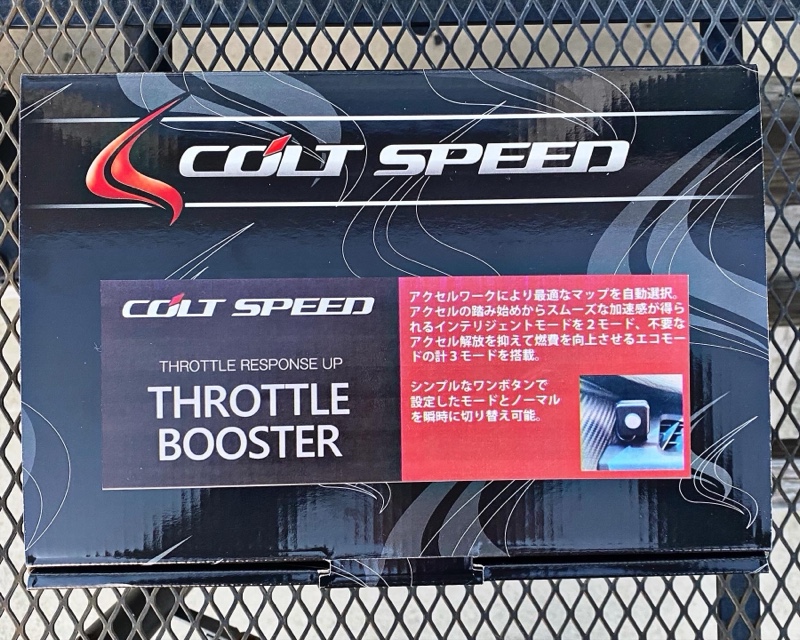 COLT SPEED
COLT SPEED
THROTTLE RESPONSE UP
THROTTLE
BOOSTER
アクセルワークにより最適なマップを自動選択。
アクセルの踏み始めからスムーズな加速感が得ら
れるインテリジェントモードを2モード、不要な
アクセル解放を抑えて燃費を向上させるエコモー
ドの計3モードを搭載。
シンプルなワンボタンで
設定したモードとノーマル
を瞬時に切り替え可能。